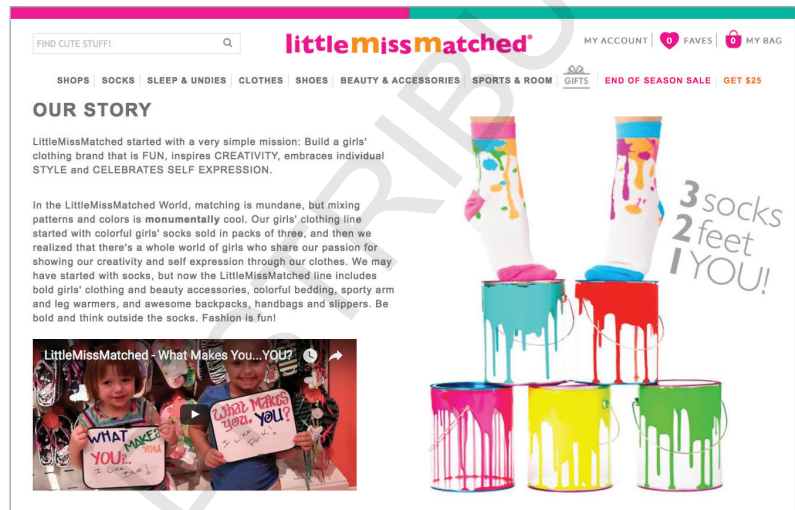 FIND CUTE STUFF!
littlemissmatched®
MY ACCOUNT
0
FAVES
0
MY BAG
SHOPS
SOCKS
SLEEP & UNDIES
CLOTHES
SHOES
BEAUTY & ACCESSORIES
SPORTS & ROOM
GIFTS
END OF SEASON SALE
GET $25
OUR STORY
LittleMissMatched started with a very simple mission: Build a girls'
clothing brand that is FUN, inspires CREATIVITY, embraces individual
STYLE and CELEBRATES SELF EXPRESSION.
In the LittleMissMatched World, matching is mundane, but mixing
patterns and colors is monumentally cool. Our girls' clothing line
started with colorful girls' socks sold in packs of three, and then we
realized that there's a whole world of girls who share our passion for
showing our creativity and self expression through our clothes. We may
have started with socks, but now the LittleMissMatched line includes
bold girls' clothing and beauty accessories, colorful bedding, sporty arm
and leg warmers, and awesome backpacks, handbags and slippers. Be
bold and think outside the socks. Fashion is fun!
3 socks
2 feet
1 YOU!
LittleMissMatched - What Makes You...YOU?
WHAT
MAKES
YOU?..
YOU
I Like
WHAT MAKES
YOU. YOU?
I Like